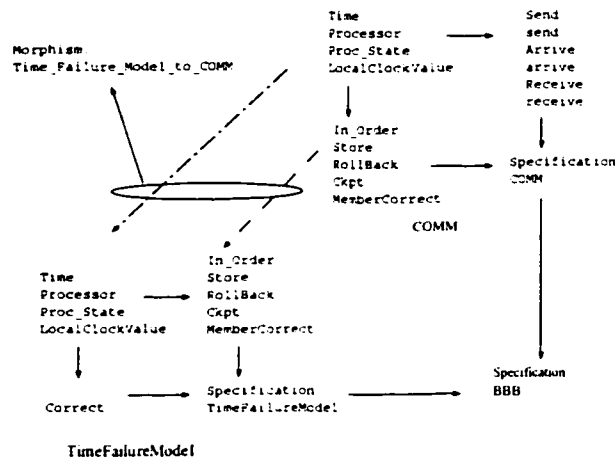 Time
Processor
Proc_State
LocalClockValue
Send
send
Arrive
arrive
Receive
receive
Morphism
Time_Failure_Model_to_COMM
In_Order
Store
RollBack
Ckpt
MemberCorrect
Specification
COMM
COMM
Time
Processor
Proc_State
LocalClockValue
In_Order
Store
RollBack
Ckpt
MemberCorrect
Correct
Specification
TimeFailureModel
Specification
BBB
TimeFailureModel